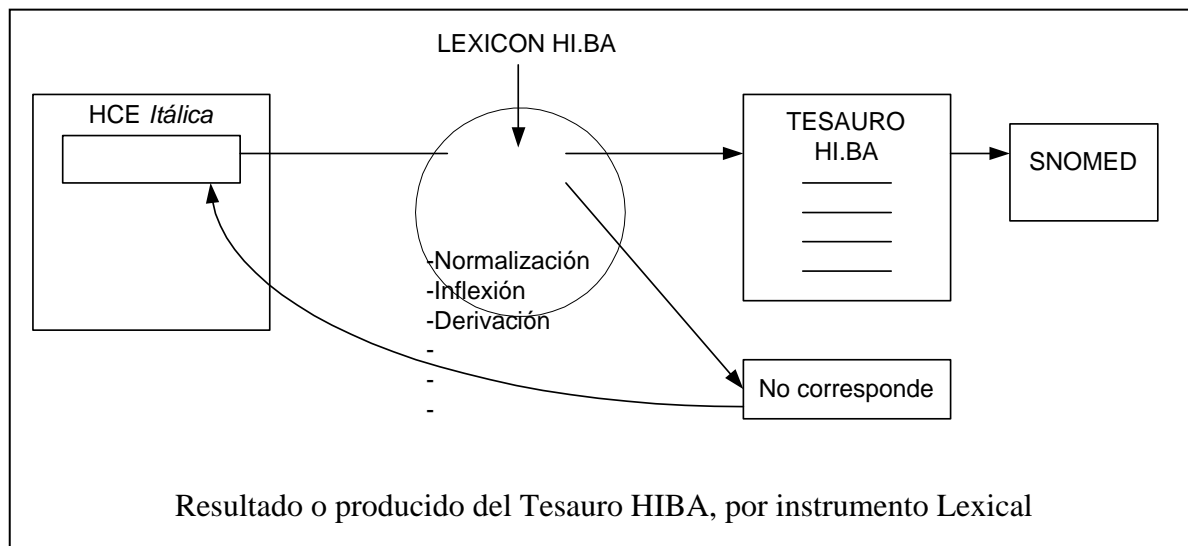 LEXICON HI.BA
HCE Itálica
TESAURO
HI.BA
SNOMED
-Normalización
-Inflexión
-Derivación
-
-
-
No corresponde
Resultado o producido del Tesauro HIBA, por instrumento Lexical